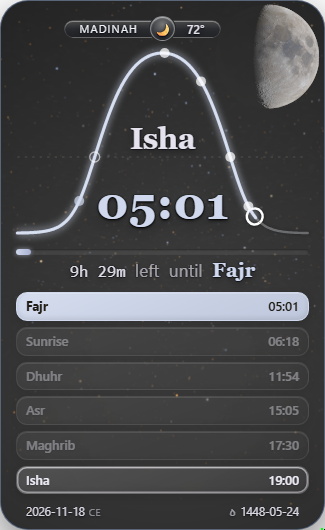 MADINAH 72°
Isha
05:01
9h 29m left until Fajr
Fajr 05:01
Sunrise 06:18
Dhuhr 11:54
Asr 15:05
Maghrib 17:30
Isha 19:00
2026-11-18 CE 1448-05-24